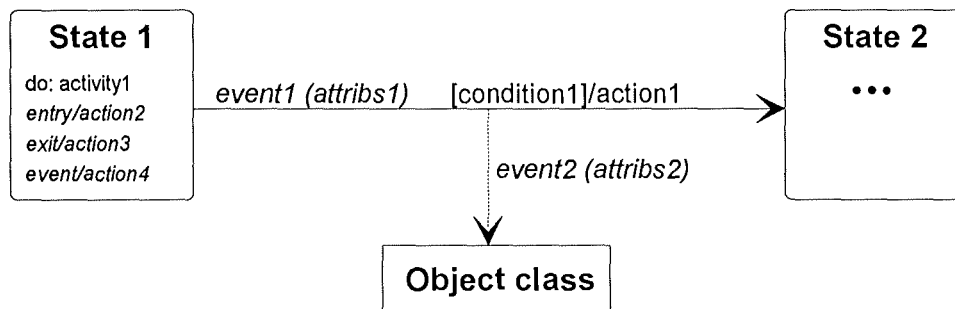 State 1
do: activity1
entry/action2
exit/action3
event/action4
event1 (attribs1) [condition1]/action1
event2 (attribs2)
State 2
•••
Object class